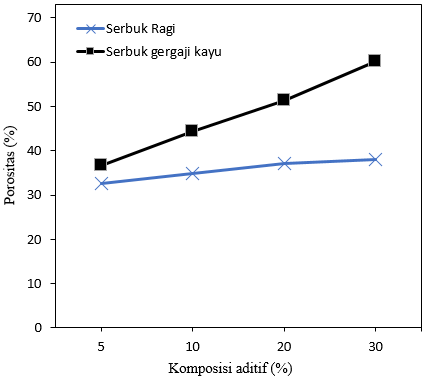 Serbuk Ragi
Serbuk gergaji kayu
Porositas (%)
70
60
50
40
30
20
10
0
5 10 20 30
Komposisi aditif (%)